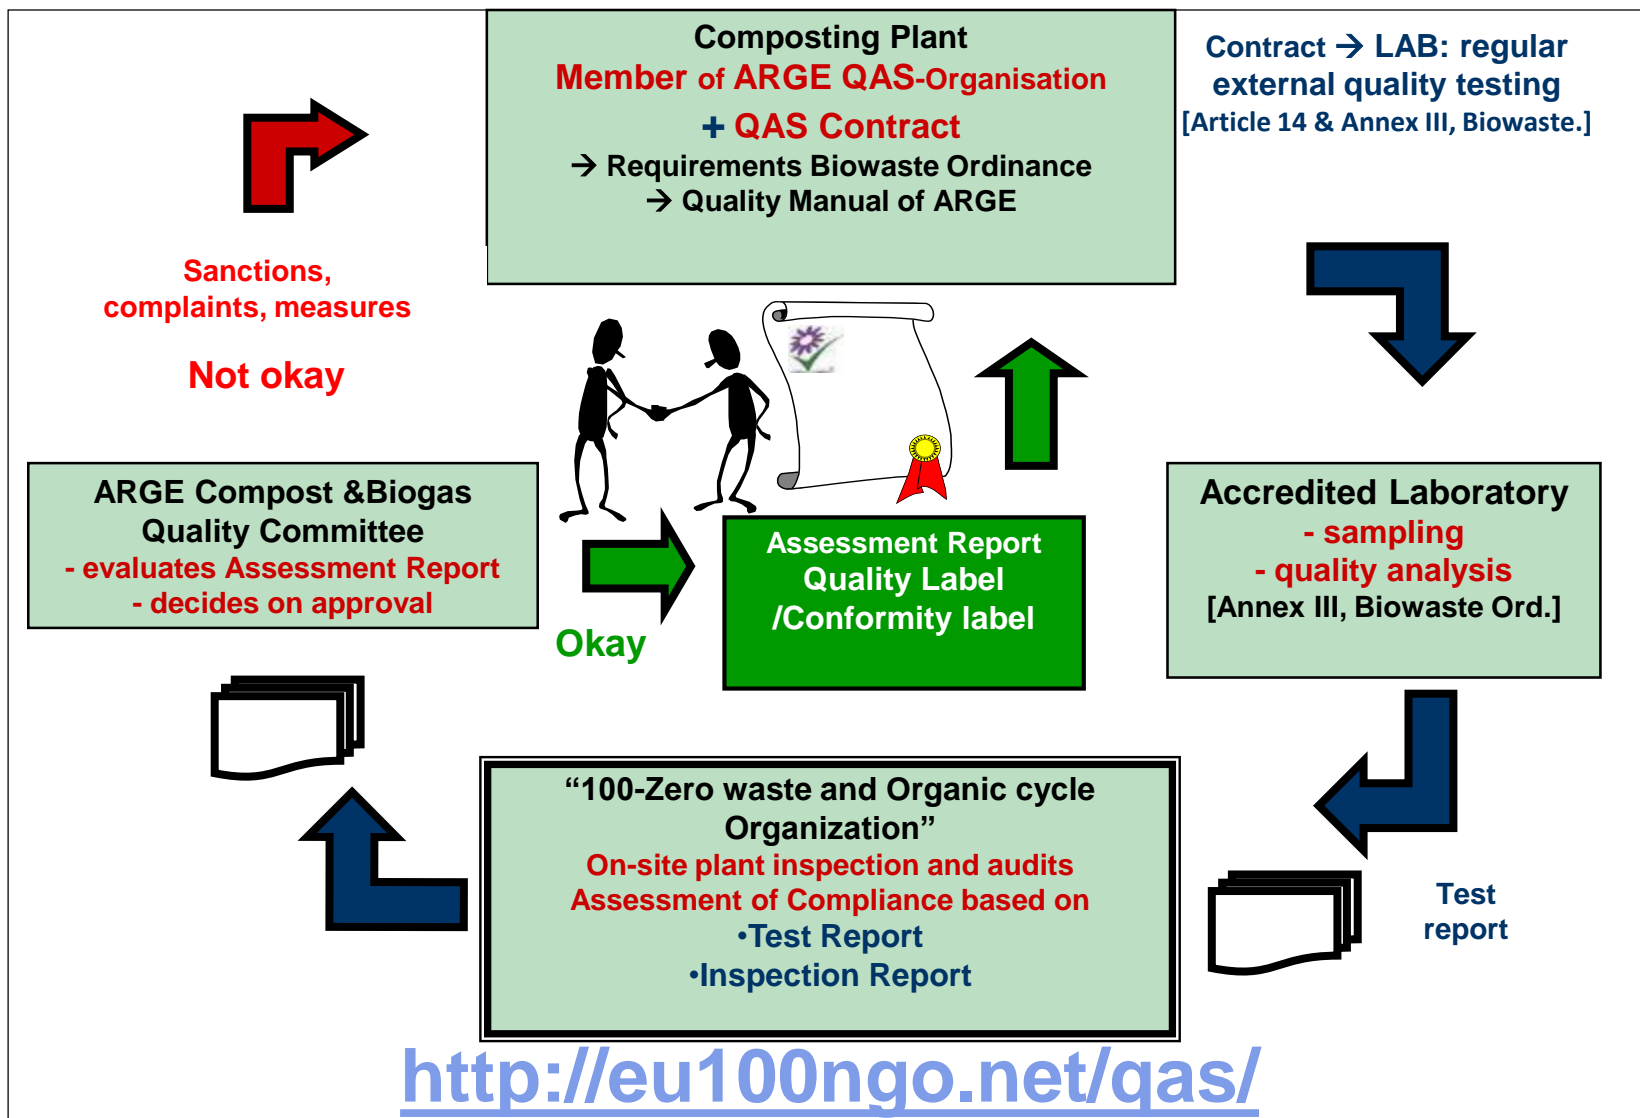 Composting Plant
Member of ARGE QAS-Organisation
+ QAS Contract
→ Requirements Biowaste Ordinance
→ Quality Manual of ARGE
Contract → LAB: regular
external quality testing
[Article 14 & Annex III, Biowaste.]
Sanctions,
complaints, measures
Not okay
ARGE Compost &Biogas
Quality Committee
- evaluates Assessment Report
- decides on approval
Okay
Assessment Report
Quality Label
/Conformity label
Accredited Laboratory
- sampling
- quality analysis
[Annex III, Biowaste Ord.]
“100-Zero waste and Organic cycle
Organization”
On-site plant inspection and audits
Assessment of Compliance based on
•Test Report
•Inspection Report
Test
report
http://eu100ngo.net/qas/